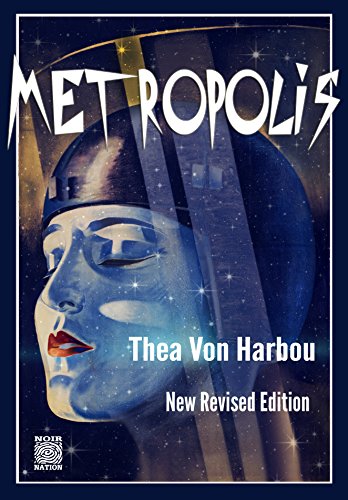 METROPOLIS
Thea Von Harbou
New Revised Edition
NOIR
NATION